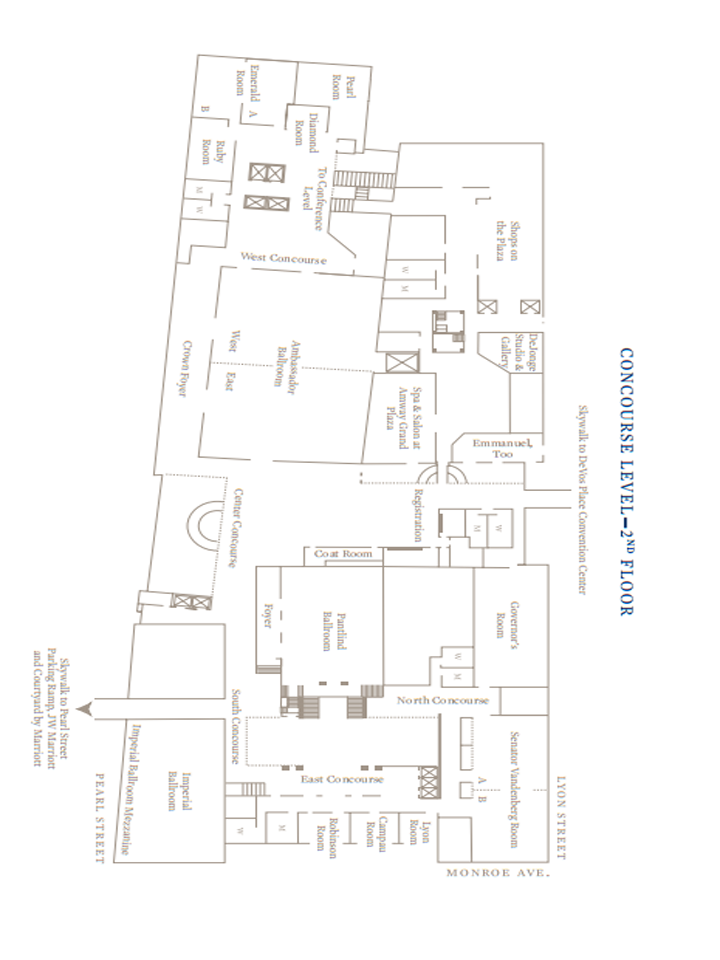 CONCOURSE LEVEL—2ND FLOOR
Skywalk to DeVos Place Convention Center
Pearl
Room
Emerald
Room
A
B
Diamond
Room
Ruby
Room
M
W
To Conference
Level
West Concourse
Shops on
the Plaza
W
M
DeJonge
Studio &
Gallery
Ambassador
Ballroom
West
East
Crown Foyer
Spa & Salon at
Amway Grand
Plaza
Emmanuel,
Too
Registration
Center Concourse
W
M
Coat Room
Foyer
Pantlind
Ballroom
Governor's
Room
W
M
North Concourse
South Concourse
Senator Vandenberg Room
A
B
East Concourse
Imperial
Ballroom
Imperial Ballroom Mezzanine
W
M
Robinson
Room
Campau
Room
Lyon
Room
Skywalk to Pearl Street
Parking Ramp, JW Marriott
and Courtyard by Marriott
PEARL STREET
LYON STREET
MONROE AVE.